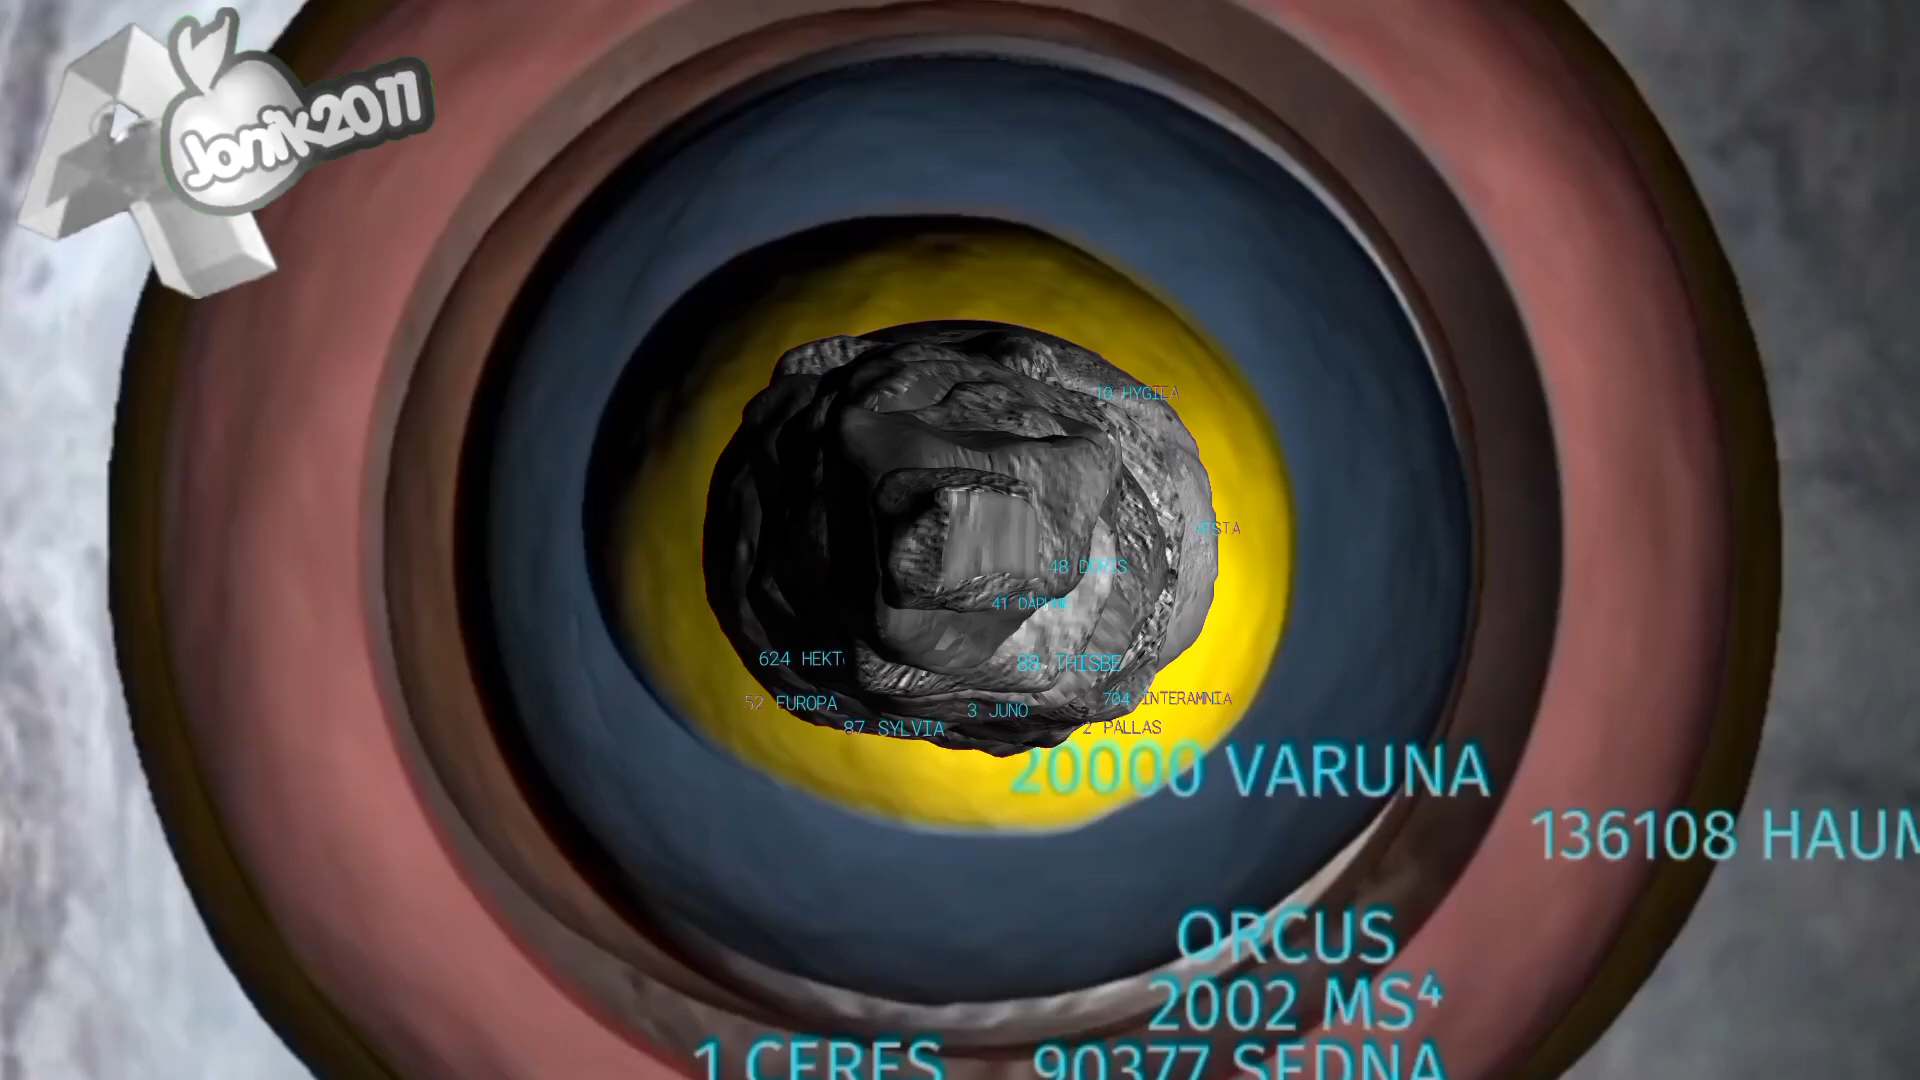 Jonik2011
10 HYGIEA
VESTA
48 DORIS
41 DAPHNE
624 HEKT
88 THISBE
52 EUROPA
704 INTERAMNIA
3 JUNO
87 SYLVIA
2 PALLAS
20000 VARUNA
136108 HAUM
ORCUS
2002 MS⁴
1 CERES
90377 SEDNA